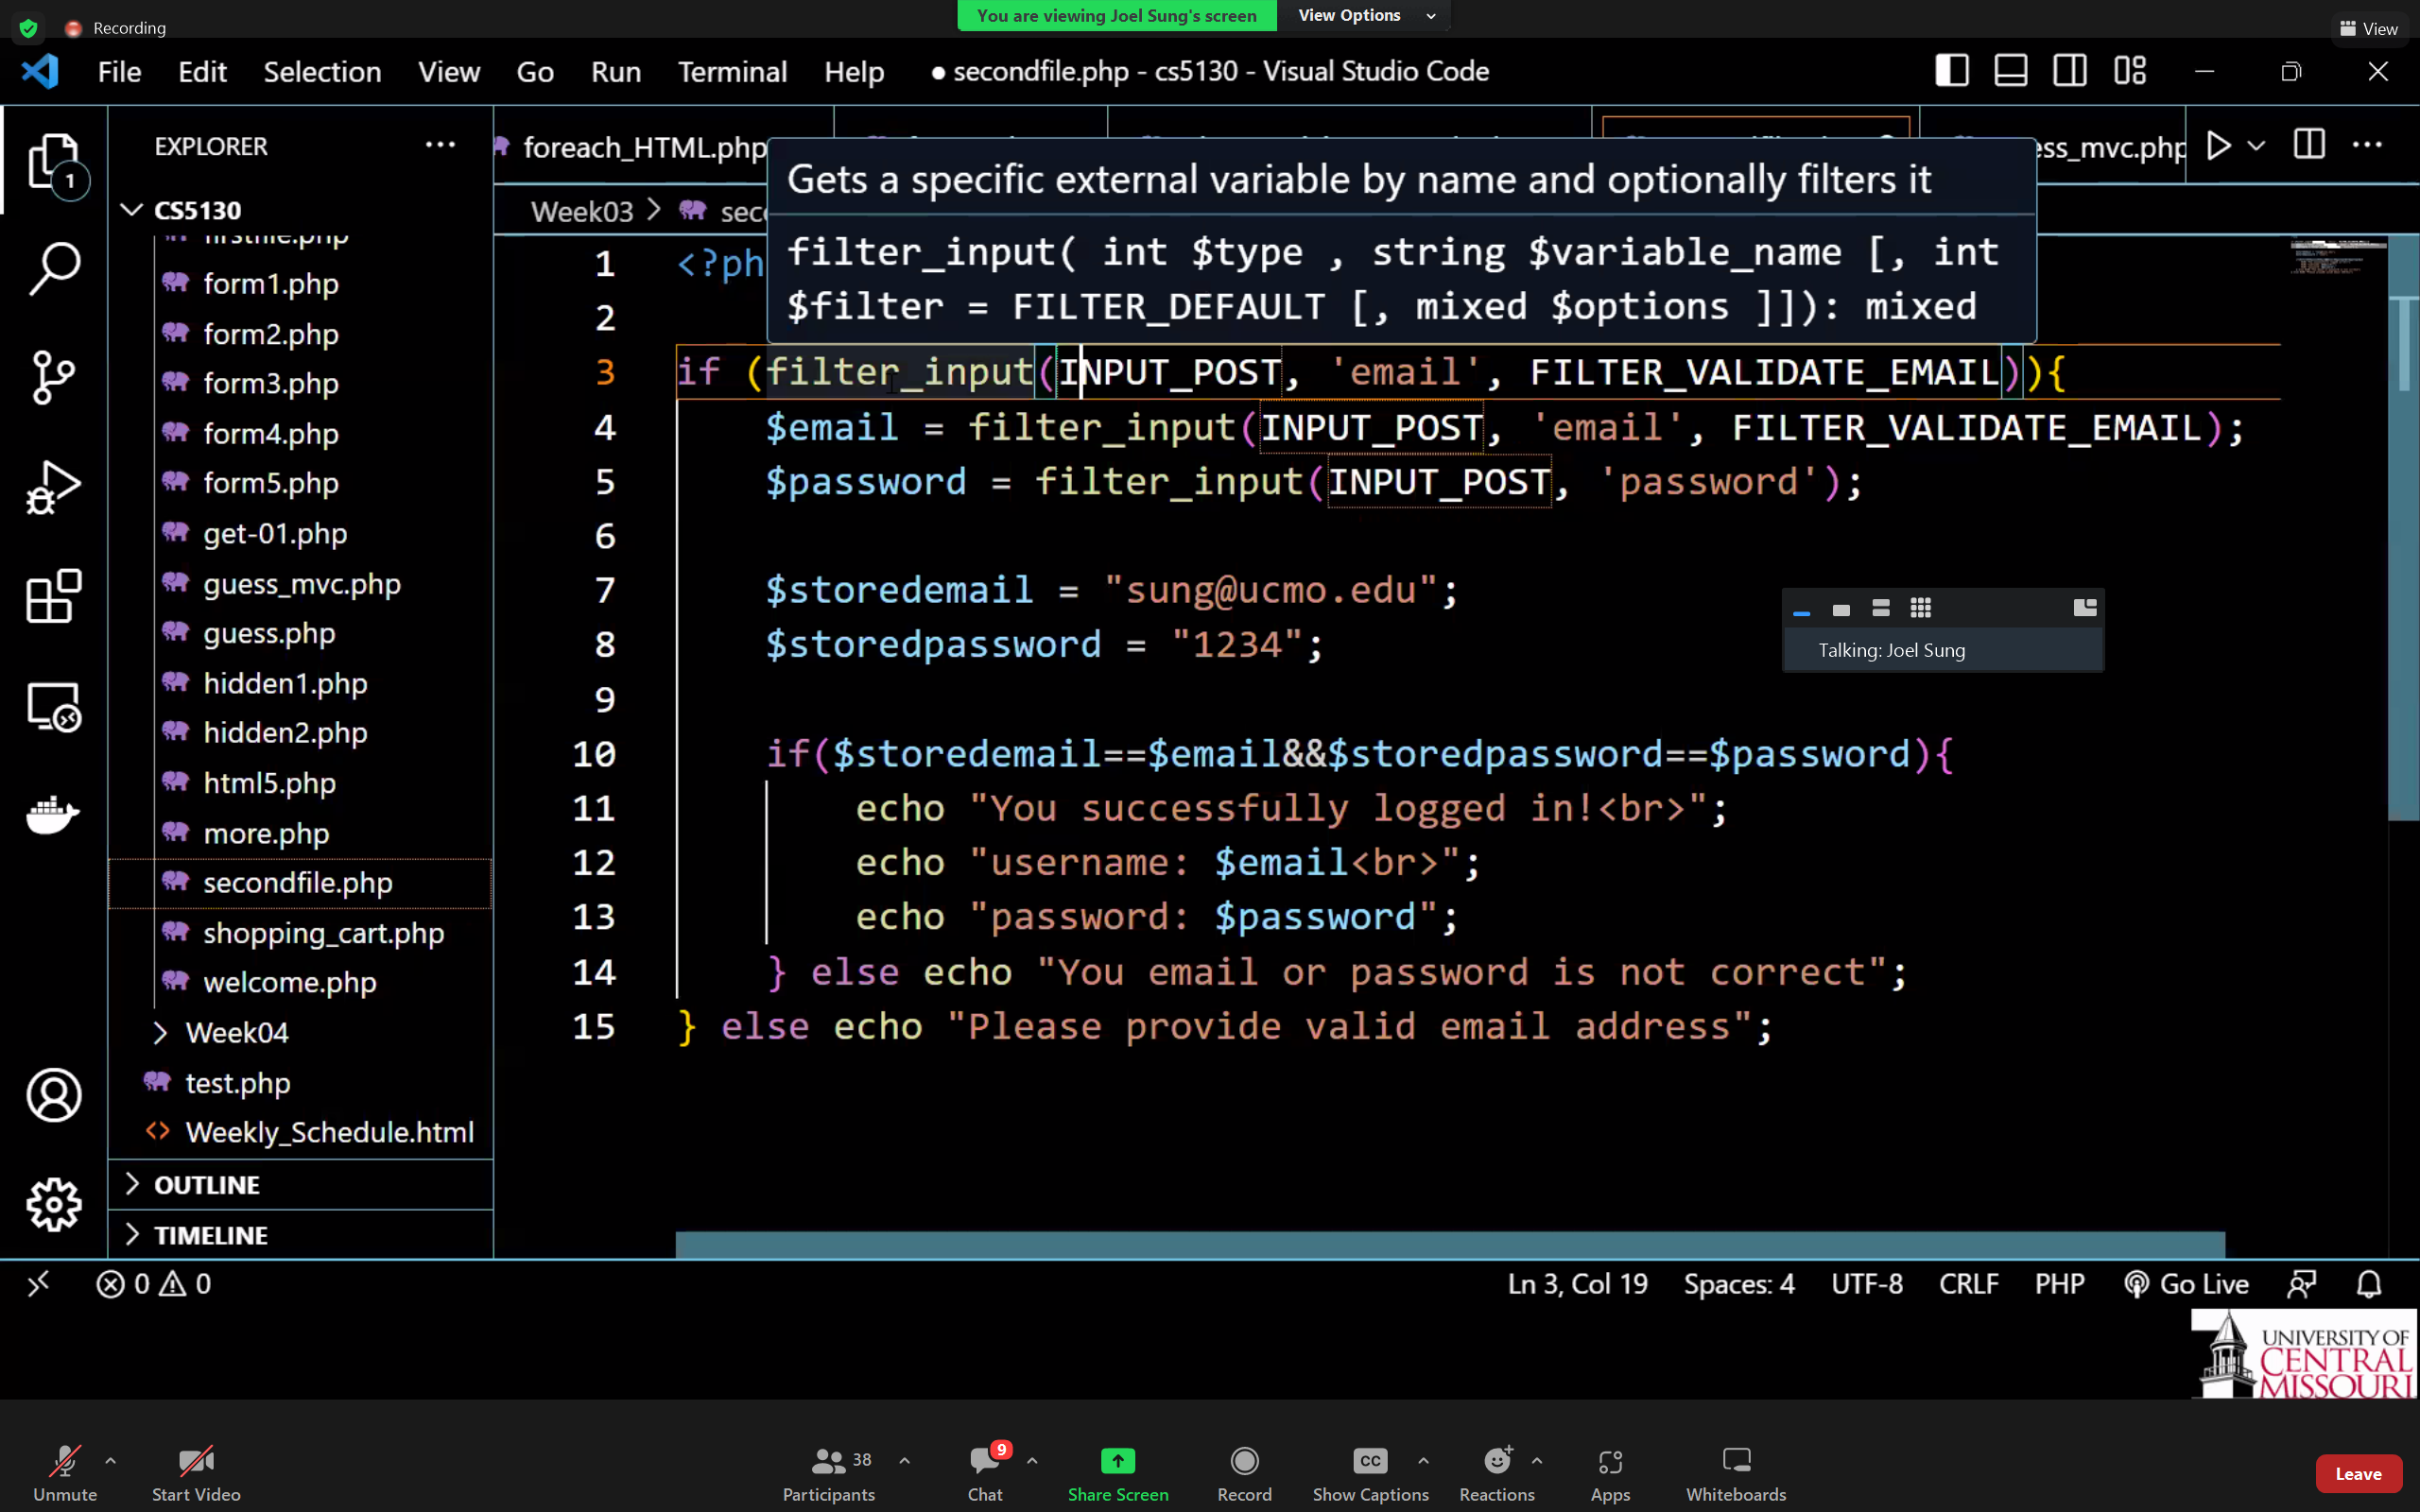 Recording
You are viewing Joel Sung's screen View Options
View
File Edit Selection View Go Run Terminal Help ● secondfile.php - cs5130 - Visual Studio Code
EXPLORER ···
1
CS5130
firstfile.php
form1.php
form2.php
form3.php
form4.php
form5.php
get-01.php
guess_mvc.php
guess.php
hidden1.php
hidden2.php
html5.php
more.php
secondfile.php
shopping_cart.php
welcome.php
Week04
test.php
<> Weekly_Schedule.html
OUTLINE
TIMELINE
foreach_HTML.php
ess_mvc.php
Week03 > sec
Gets a specific external variable by name and optionally filters it
filter_input( int $type , string $variable_name [, int
$filter = FILTER_DEFAULT [, mixed $options ]]): mixed
1 <?ph
2
3 if (filter_input(INPUT_POST, 'email', FILTER_VALIDATE_EMAIL)){
4 $email = filter_input(INPUT_POST, 'email', FILTER_VALIDATE_EMAIL);
5 $password = filter_input(INPUT_POST, 'password');
6
7 $storedemail = "sung@ucmo.edu";
8 $storedpassword = "1234";
9
10 if($storedemail==$email&&$storedpassword==$password){
11 echo "You successfully logged in!<br>";
12 echo "username: $email<br>";
13 echo "password: $password";
14 } else echo "You email or password is not correct";
15 } else echo "Please provide valid email address";
Talking: Joel Sung
0 0
Ln 3, Col 19 Spaces: 4 UTF-8 CRLF PHP Go Live
UNIVERSITY OF
CENTRAL
MISSOURI
Unmute
Start Video
38
Participants
9
Chat
Share Screen
Record
CC
Show Captions
Reactions
Apps
Whiteboards
Leave